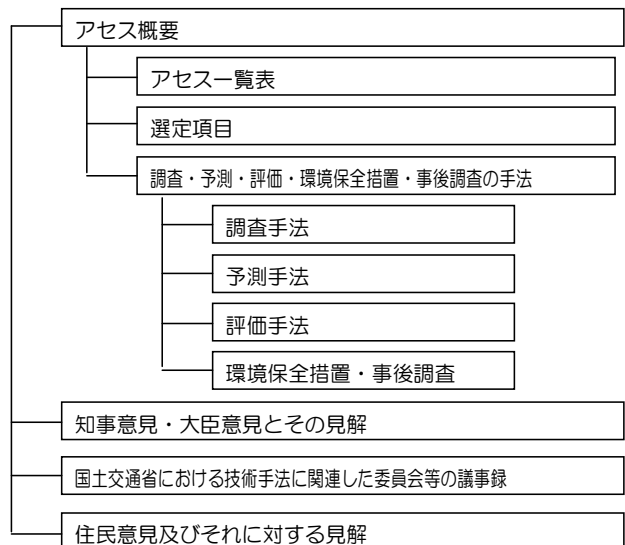 アセス概要
アセス一覧表
選定項目
調査・予測・評価・環境保全措置・事後調査の手法
調査手法
予測手法
評価手法
環境保全措置・事後調査
知事意見・大臣意見とその見解
国土交通省における技術手法に関連した委員会等の議事録
住民意見及びそれに対する見解